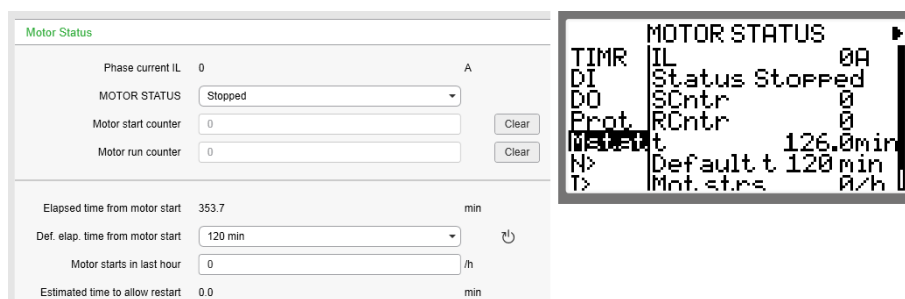 Motor Status
Phase current IL 0 A
MOTOR STATUS Stopped
Motor start counter 0 Clear
Motor run counter 0 Clear
Elapsed time from motor start 353.7 min
Def. elap. time from motor start 120 min
Motor starts in last hour 0 /h
Estimated time to allow restart 0.0 min
MOTOR STATUS
TIMR IL 0A
DI Status Stopped
DO SCntr 0
Prot RCntr 0
Mstat t 126.0min
N> Default t 120 min
I> Mot.strs 0/h